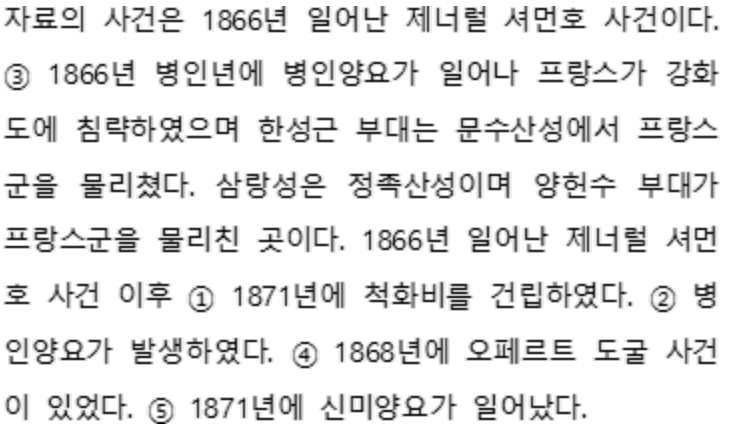 자료의 사건은 1866년 일어난 제너럴 셔먼호 사건이다.
③ 1866년 병인년에 병인양요가 일어나 프랑스가 강화
도에 침략하였으며 한성근 부대는 문수산성에서 프랑스
군을 물리쳤다. 삼랑성은 정족산성이며 양헌수 부대가
프랑스군을 물리친 곳이다. 1866년 일어난 제너럴 셔먼
호 사건 이후 ① 1871년에 척화비를 건립하였다. ② 병
인양요가 발생하였다. ④ 1868년에 오페르트 도굴 사건
이 있었다. ⑤ 1871년에 신미양요가 일어났다.